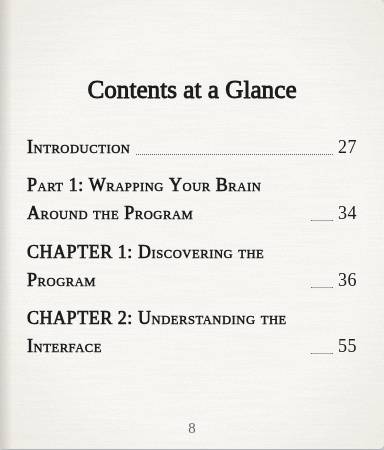 Contents at a Glance
Introduction 27
Part 1: Wrapping Your Brain
Around the Program 34
CHAPTER 1: Discovering the
Program 36
CHAPTER 2: Understanding the
Interface 55
8